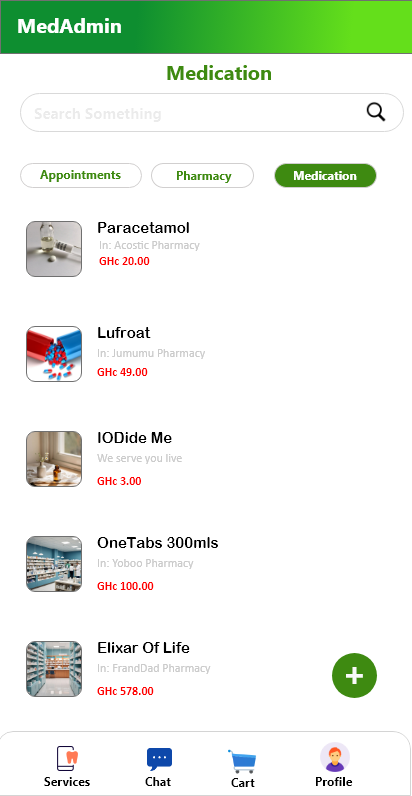 MedAdmin
Medication
Search Something
Appointments
Pharmacy
Medication
Paracetamol
In: Acostic Pharmacy
GHc 20.00
Lufroat
In: Jumumu Pharmacy
GHc 49.00
IODide Me
We serve you live
GHc 3.00
OneTabs 300mls
In: Yoboo Pharmacy
GHc 100.00
Elixar Of Life
In: FrandDad Pharmacy
GHc 578.00
+
Services
Chat
Cart
Profile